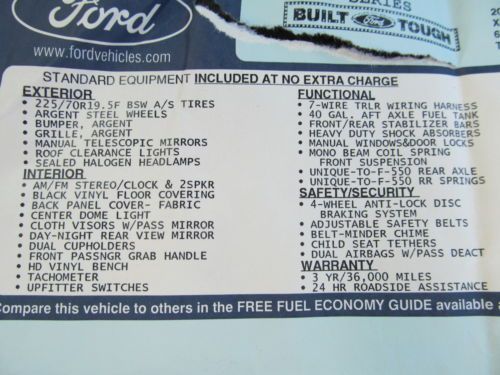 Ford
www.fordvehicles.com
SERIES
BUILT Ford TOUGH
20
6
STANDARD EQUIPMENT INCLUDED AT NO EXTRA CHARGE
EXTERIOR
• 225/70R19.5F BSW A/S TIRES
• ARGENT STEEL WHEELS
• BUMPER, ARGENT
• GRILLE, ARGENT
• MANUAL TELESCOPIC MIRRORS
• ROOF CLEARANCE LIGHTS
• SEALED HALOGEN HEADLAMPS
INTERIOR
• AM/FM STEREO/CLOCK & 2SPKR
• BLACK VINYL FLOOR COVERING
• BACK PANEL COVER- FABRIC
• CENTER DOME LIGHT
• CLOTH VISORS W/PASS MIRROR
• DAY-NIGHT REAR VIEW MIRROR
• DUAL CUPHOLDERS
• FRONT PASSNGR GRAB HANDLE
• HD VINYL BENCH
• TACHOMETER
• UPFITTER SWITCHES
FUNCTIONAL
• 7-WIRE TRLR WIRING HARNESS
• 40 GAL. AFT AXLE FUEL TANK
• FRONT/REAR STABILIZER BARS
• HEAVY DUTY SHOCK ABSORBERS
• MANUAL WINDOWS&DOOR LOCKS
• MONO BEAM COIL SPRING
FRONT SUSPENSION
• UNIQUE-TO-F-550 REAR AXLE
• UNIQUE-TO-F-550 RR SPRINGS
SAFETY/SECURITY
• 4-WHEEL ANTI-LOCK DISC
BRAKING SYSTEM
• ADJUSTABLE SAFETY BELTS
• BELT-MINDER CHIME
• CHILD SEAT TETHERS
• DUAL AIRBAGS W/PASS DEACT
WARRANTY
• 3 YR/36,000 MILES
• 24 HR ROADSIDE ASSISTANCE
Compare this vehicle to others in the FREE FUEL ECONOMY GUIDE available a